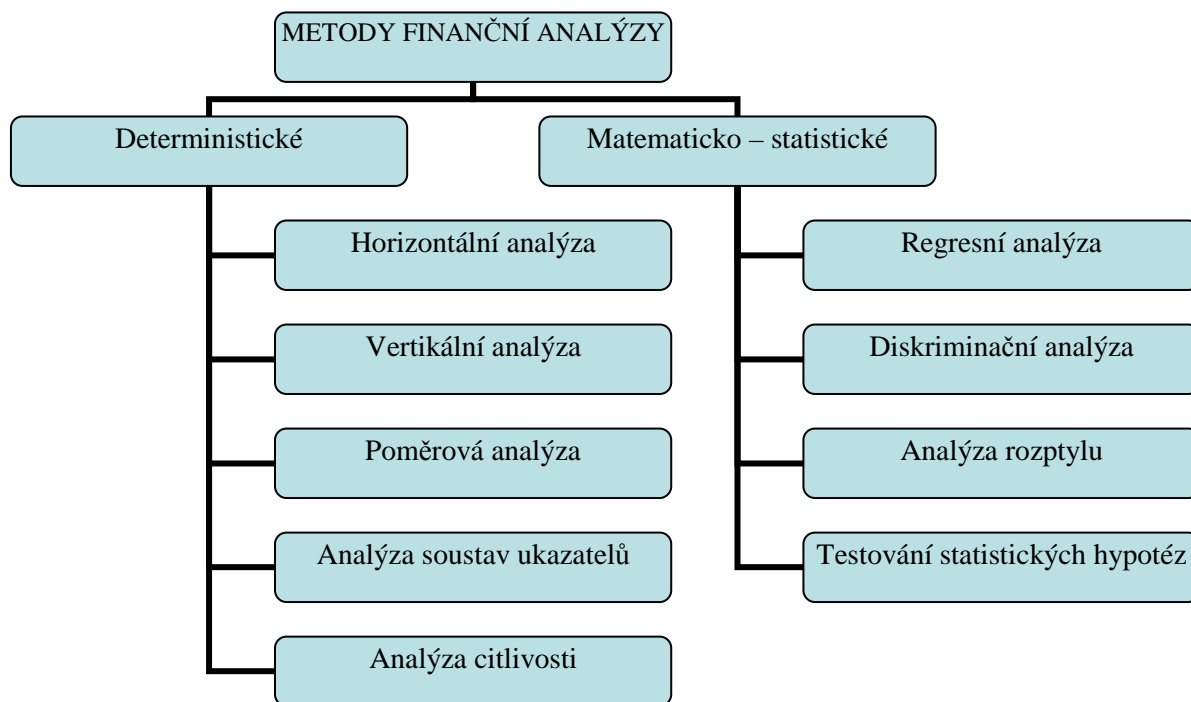 METODY FINANČNÍ ANALÝZY
Deterministické
Matematicko – statistické
Horizontální analýza
Vertikální analýza
Poměrová analýza
Analýza soustav ukazatelů
Analýza citlivosti
Regresní analýza
Diskriminační analýza
Analýza rozptylu
Testování statistických hypotéz